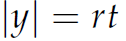 |y| = rt